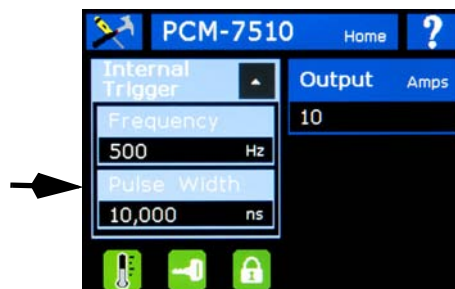 PCM-7510 Home ?
Internal
Trigger
Frequency
500 Hz
Pulse Width
10,000 ns
Output Amps
10